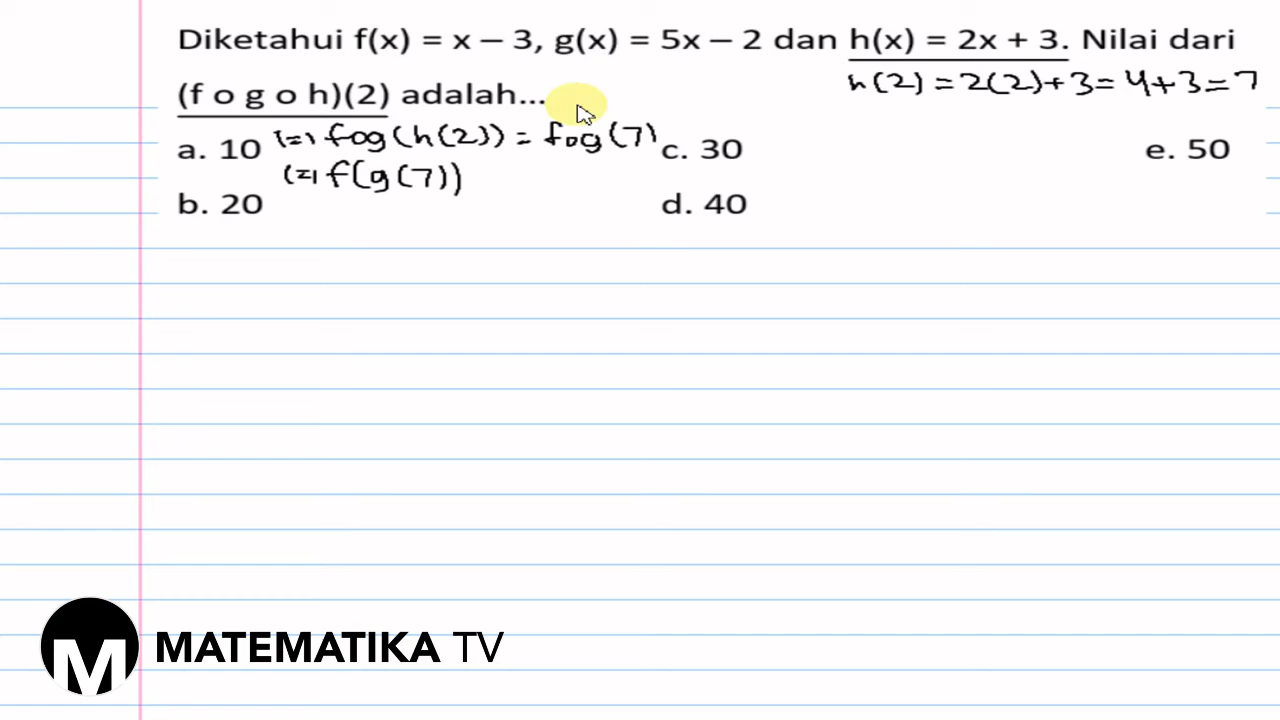 Diketahui f(x) = x – 3, g(x) = 5x – 2 dan h(x) = 2x + 3. Nilai dari
h(2) = 2(2)+3 = 4+3 = 7
(f o g o h)(2) adalah...
(=) fog(h(2)) = fog(7)
(=) f(g(7))
a. 10
c. 30
e. 50
b. 20
d. 40
M MATEMATIKA TV